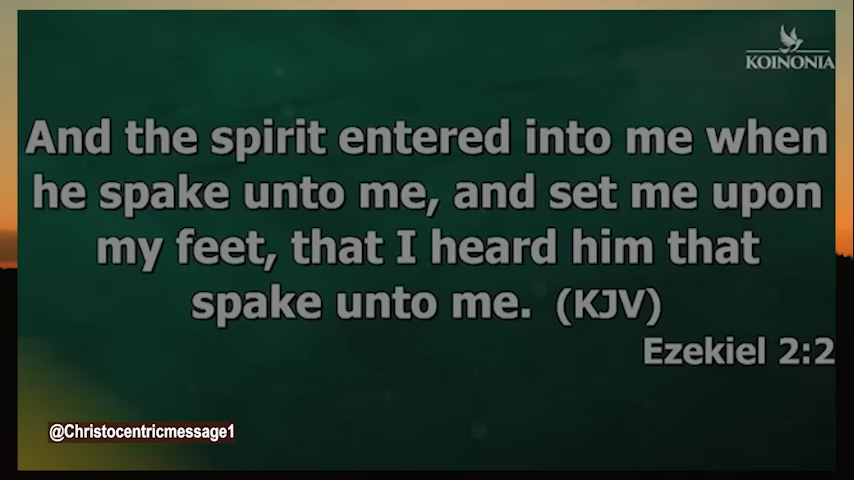 KOINONIA
And the spirit entered into me when
he spake unto me, and set me upon
my feet, that I heard him that
spake unto me. (KJV)
Ezekiel 2:2
@Christocentricmessage1